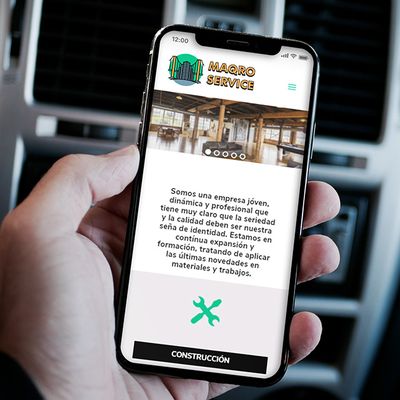 12:00
MAQRO
SERVICE
Somos una empresa jóven,
dinámica y profesional que
tiene muy claro que la seriedad
y la calidad deben ser nuestra
seña de identidad. Estamos en
contínua expansión y
formación, tratando de aplicar
las últimas novedades en
materiales y trabajos.
CONSTRUCCIÓN